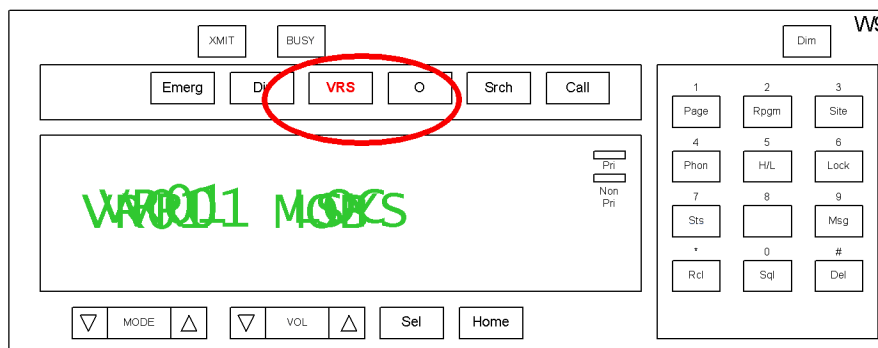 XMIT BUSY Dim
Emerg VRS O Srch Call
Pri
Non
Pri
1 2 3
Page Rpgm Site
4 5 6
Phon H/L Lock
7 8 9
Sts Msg
* 0 #
Rcl Sql Del
MODE VOL Sel Home